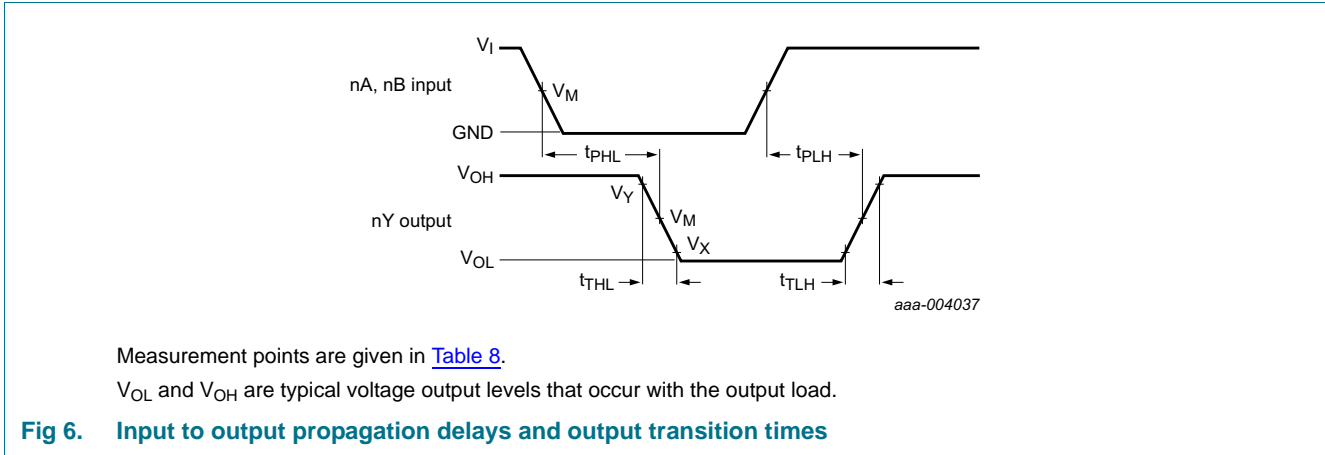 V_I
nA, nB input
V_M
GND
t_PHL
t_PLH
V_OH
V_Y
nY output
V_M
V_X
V_OL
t_THL
t_TLH
aaa-004037
Measurement points are given in Table 8.
V_OL and V_OH are typical voltage output levels that occur with the output load.
Fig 6. Input to output propagation delays and output transition times